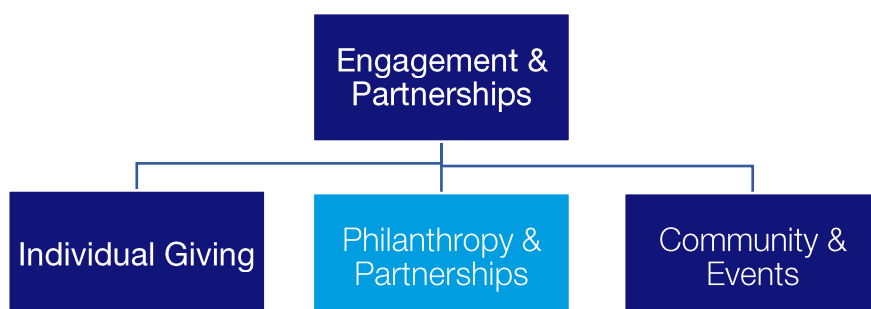 Engagement &
Partnerships
Individual Giving
Philanthropy &
Partnerships
Community &
Events